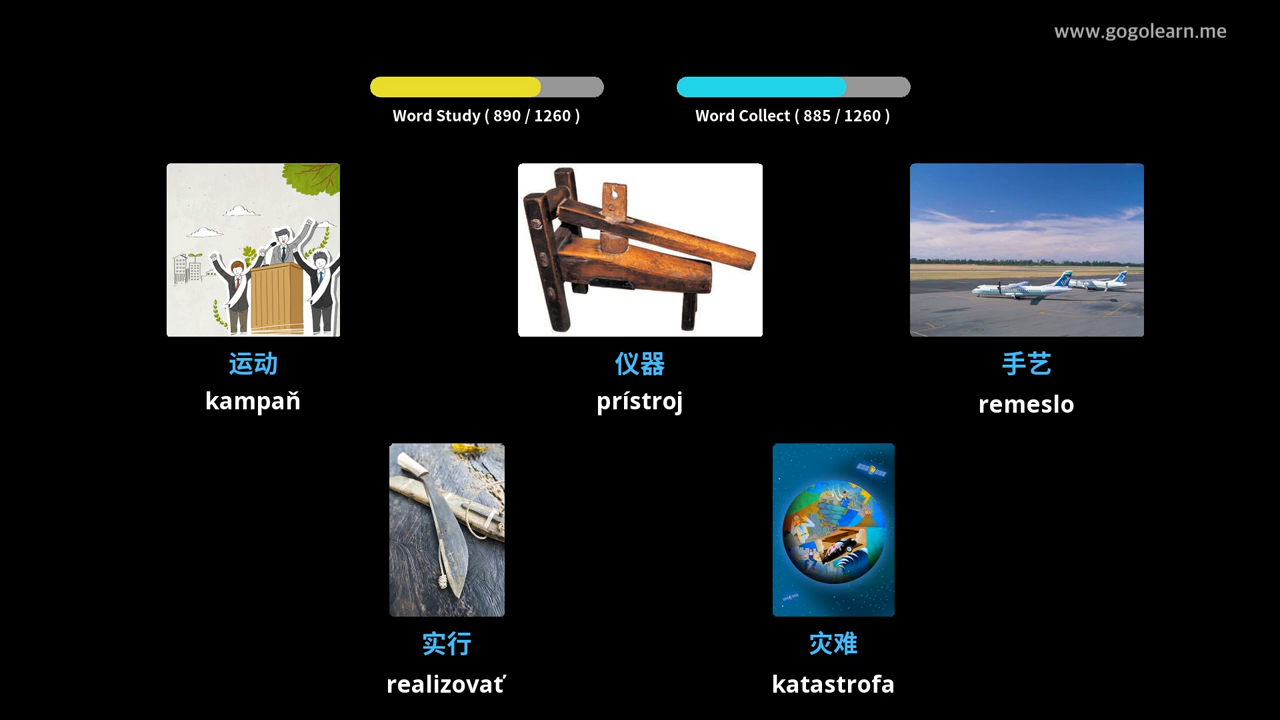 www.gogolearn.me
Word Study ( 890 / 1260 )
Word Collect ( 885 / 1260 )
运动
kampaň
仪器
prístroj
手艺
remeslo
实行
realizovať
灾难
katastrofa